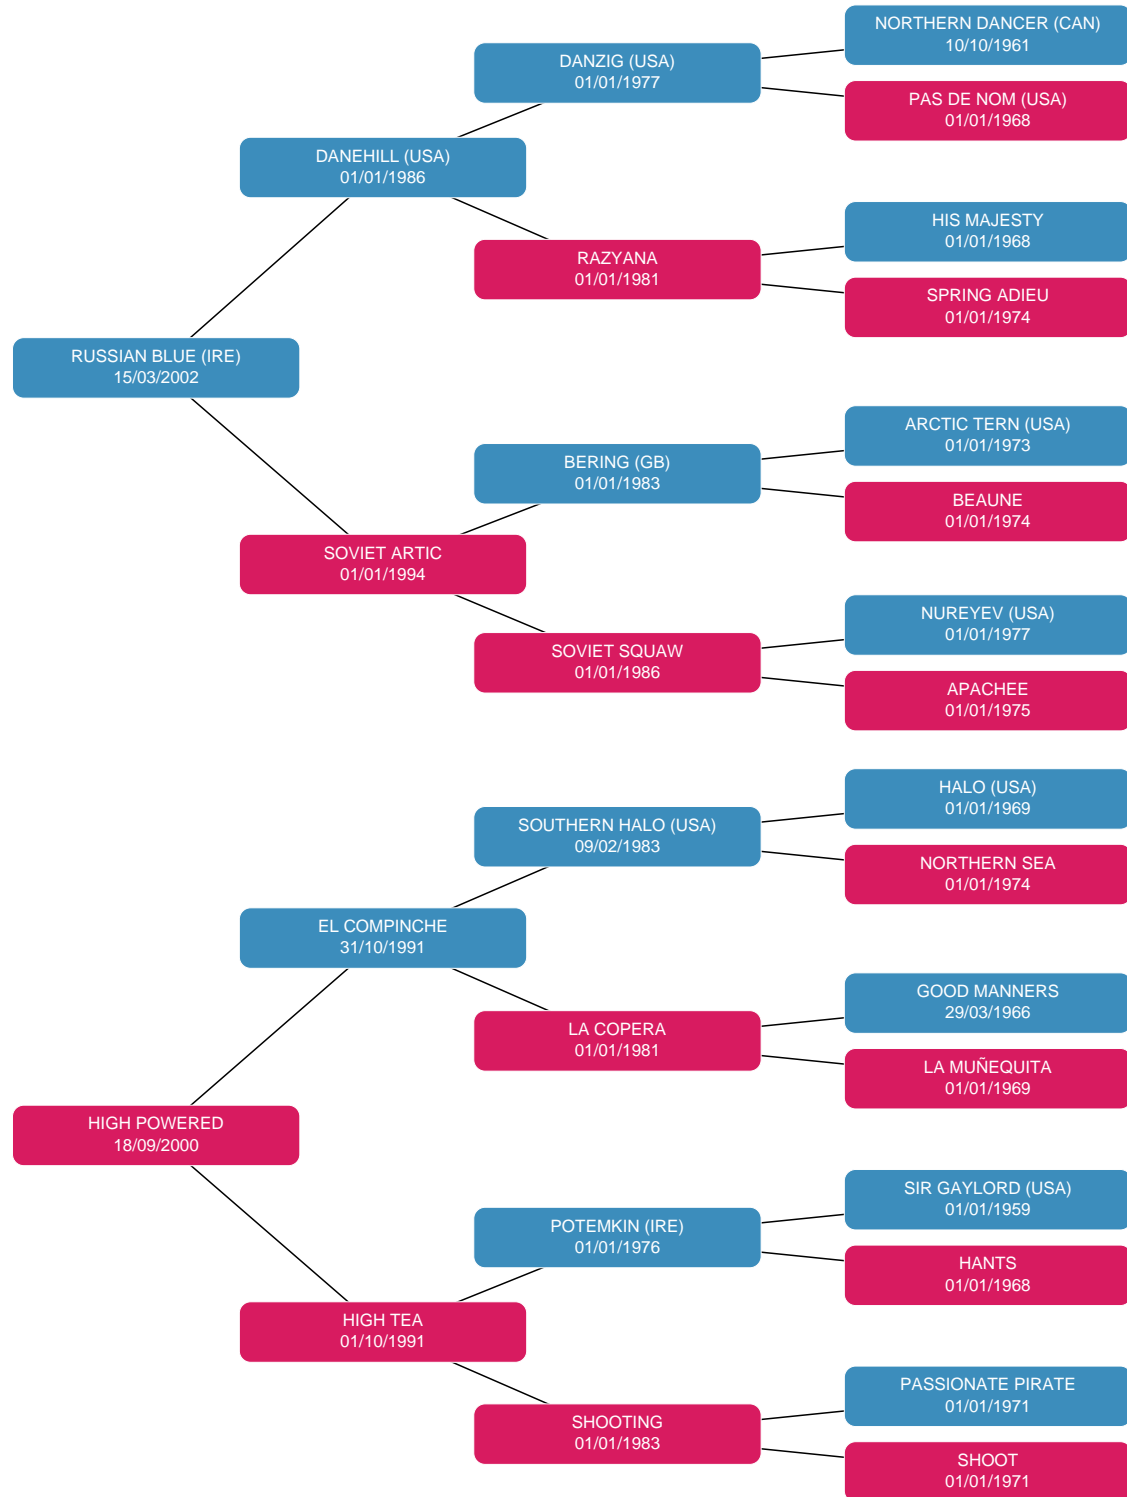 NORTHERN DANCER (CAN)
10/10/1961
DANZIG (USA)
01/01/1977
PAS DE NOM (USA)
01/01/1968
DANEHILL (USA)
01/01/1986
HIS MAJESTY
01/01/1968
RAZYANA
01/01/1981
SPRING ADIEU
01/01/1974
RUSSIAN BLUE (IRE)
15/03/2002
ARCTIC TERN (USA)
01/01/1973
BERING (GB)
01/01/1983
BEAUNE
01/01/1974
SOVIET ARTIC
01/01/1994
NUREYEV (USA)
01/01/1977
SOVIET SQUAW
01/01/1986
APACHEE
01/01/1975
HALO (USA)
01/01/1969
SOUTHERN HALO (USA)
09/02/1983
NORTHERN SEA
01/01/1974
EL COMPINCHE
31/10/1991
GOOD MANNERS
29/03/1966
LA COPERA
01/01/1981
LA MUÑEQUITA
01/01/1969
HIGH POWERED
18/09/2000
SIR GAYLORD (USA)
01/01/1959
POTEMKIN (IRE)
01/01/1976
HANTS
01/01/1968
HIGH TEA
01/10/1991
PASSIONATE PIRATE
01/01/1971
SHOOTING
01/01/1983
SHOOT
01/01/1971